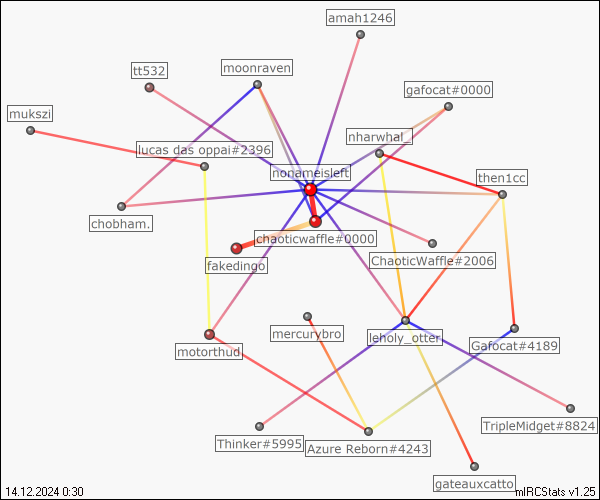 amah1246
tt532
moonraven
gafocat#0000
mukszi
nharwhal_
lucas das oppai#2396
nonameisleft
then1cc
chobham.
chaoticwaffle#0000
fakedingo
ChaoticWaffle#2006
mercurybro
leholy_otter
motorthud
Gafocat#4189
TripleMidget#8824
Thinker#5995
Azure Reborn#4243
gateauxcatto
14.12.2024 0:30
mIRCStats v1.25